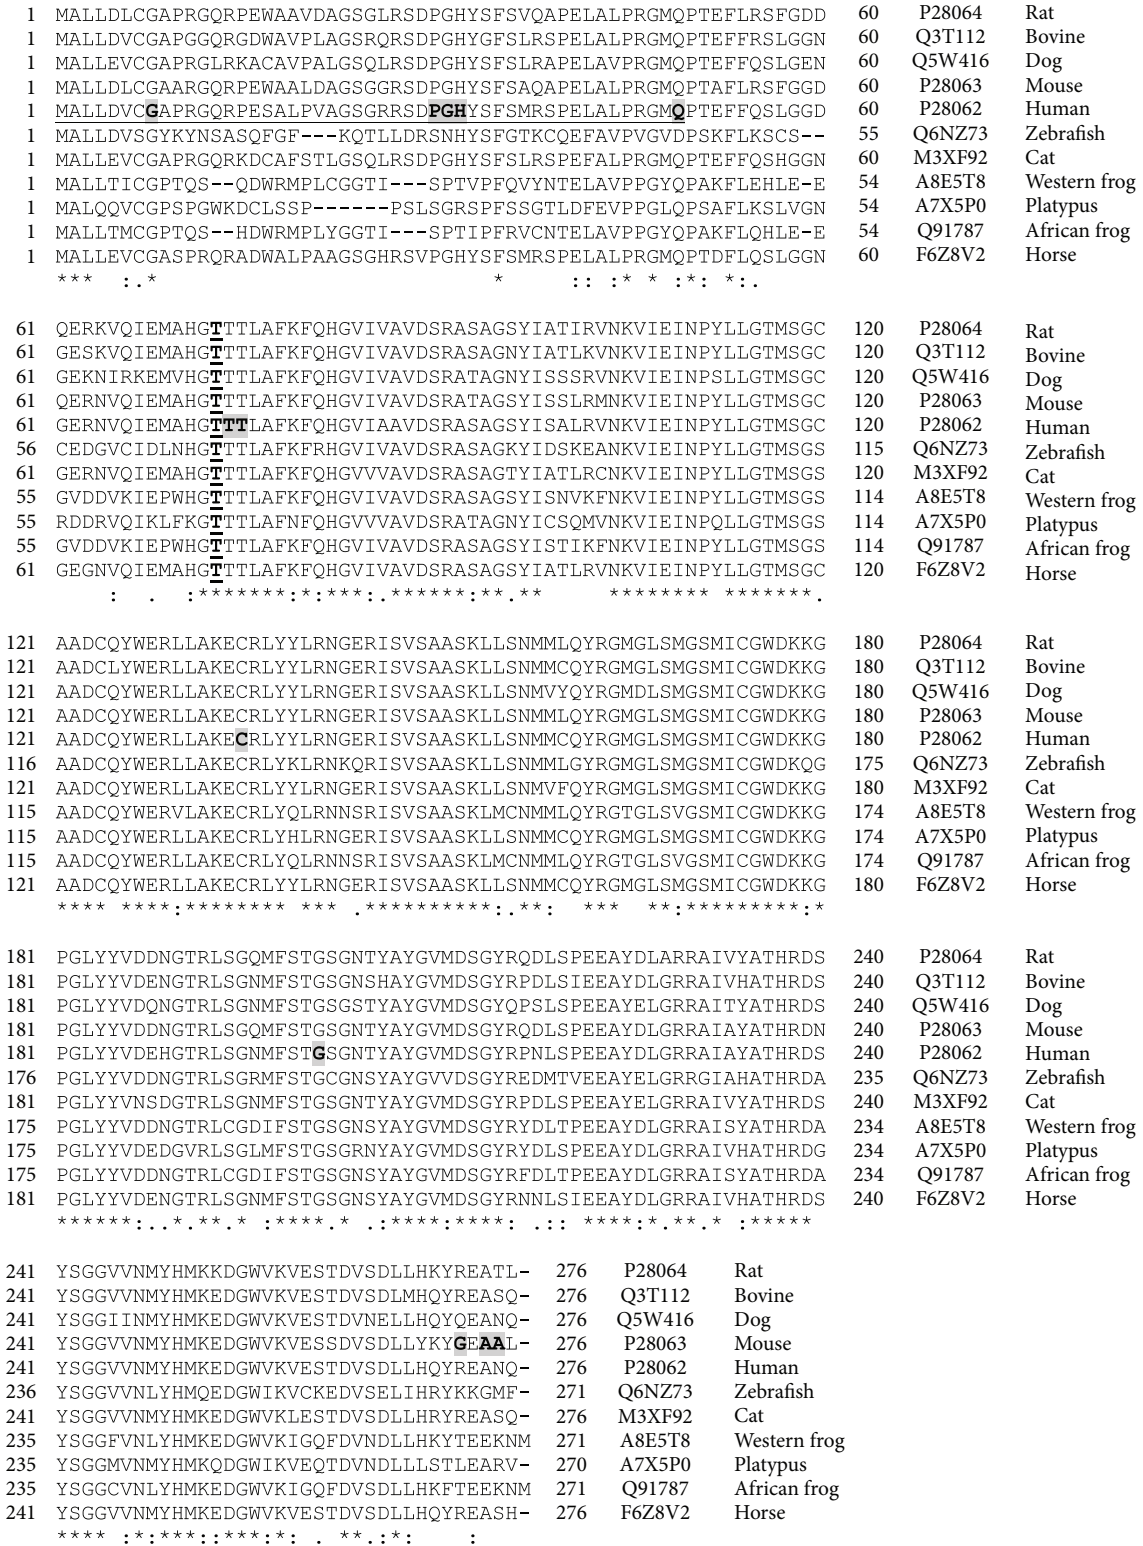 1 MALLDLCGAPRGQRPEWAAVDAGSGLRSDPGHYSFSVQAPELALPRGMQPTEFLRSFGDD 60 P28064 Rat
1 MALLDVCGAPGGQRGDWAVPLAGSRQRSDPGHYGFSLRSPELALPRGMQPTEFFRSLGGN 60 Q3T112 Bovine
1 MALLEVCGAPRGLRKACAVPALGSQLRSDPGHYSFSLRAPELAVPRGMQPTEFFQSLGEN 60 Q5W416 Dog
1 MALLDLCGAARGQRPEWAALDAGSGGRSDPGHYSFSAQAPELALPRGMQPTAFLRSFGGD 60 P28063 Mouse
1 MALLDVCGAPRGQRPESALPVAGSGRRSDPGHYSFSMRSPELALPRGMQPTEFFQSLGGD 60 P28062 Human
1 MALLDVSGYKYNSASQFGF---KQTLLDRSNHYSFGTKCQEFAVPVGVDPSKFLKSCS-- 55 Q6NZ73 Zebrafish
1 MALLEVCGAPRGQRKDCAFSTLGSQLRSDPGHYSFSLRSPEFALPRGMQPTEFFQSHGGN 60 M3XF92 Cat
1 MALLTICGPTQS--QDWRMPLCGGTI---SPTVPFQVYNTELAVPPGYQPAKFLEHLE-E 54 A8E5T8 Western frog
1 MALQQVCGPSPGWKDCLSSP------PSLSGRSPFSSGTLDFEVPPGLQPSAFLKSLVGN 54 A7X5P0 Platypus
1 MALLTMCGPTQS--HDWRMPLYGGTI---SPTIPFRVCNTELAVPPGYQPAKFLQHLE-E 54 Q91787 African frog
1 MALLEVCGASPRQRADWALPAAGSGHRSVPGHYSFSMRSPELALPRGMQPTDFLQSLGGN 60 F6Z8V2 Horse
*** :.* * :: :* * :*: *:.
61 QERKVQIEMAHGTTTLAFKFQHGVIVAVDSRASAGSYIATIRVNKVIEINPYLLGTMSGC 120 P28064 Rat
61 GESKVQIEMAHGTTTLAFKFQHGVIVAVDSRASAGNYIATLKVNKVIEINPYLLGTMSGC 120 Q3T112 Bovine
61 GEKNIRKEMVHGTTTLAFKFQHGVIVAVDSRATAGNYISSSRVNKVIEINPSLLGTMSGC 120 Q5W416 Dog
61 QERNVQIEMAHGTTTLAFKFQHGVIVAVDSRATAGSYISSLRMNKVIEINPYLLGTMSGC 120 P28063 Mouse
61 GERNVQIEMAHGTTTLAFKFQHGVIAAVDSRASAGSYISALRVNKVIEINPYLLGTMSGC 120 P28062 Human
56 CEDGVCIDLNHGTTTLAFKFRHGVIVAVDSRASAGKYIDSKEANKVIEINPYLLGTMSGS 115 Q6NZ73 Zebrafish
61 GERNVQIEMAHGTTTLAFKFQHGVVVAVDSRASAGTYIATLRCNKVIEINPYLLGTMSGC 120 M3XF92 Cat
55 GVDDVKIEPWHGTTTLAFKFQHGVIVAVDSRASAGSYISNVKFNKVIEINPYLLGTMSGS 114 A8E5T8 Western frog
55 RDDRVQIKLFKGTTTLAFNFQHGVVVAVDSRATAGNYICSQMVNKVIEINPQLLGTMSGS 114 A7X5P0 Platypus
55 GVDDVKIEPWHGTTTLAFKFQHGVIVAVDSRASAGSYISTIKFNKVIEINPYLLGTMSGS 114 Q91787 African frog
61 GEGNVQIEMAHGTTTLAFKFQHGVIVAVDSRASAGSYIATLRVNKVIEINPYLLGTMSGC 120 F6Z8V2 Horse
: . :*******:*:***:.******:**.** ******** *******.
121 AADCQYWERLLAKECRLYYLRNGERISVSAASKLLSNMMLQYRGMGLSMGSMICGWDKKG 180 P28064 Rat
121 AADCLYWERLLAKECRLYYLRNGERISVSAASKLLSNMMCQYRGMGLSMGSMICGWDKKG 180 Q3T112 Bovine
121 AADCQYWERLLAKECRLYYLRNGERISVSAASKLLSNMVYQYRGMDLSMGSMICGWDKKG 180 Q5W416 Dog
121 AADCQYWERLLAKECRLYYLRNGERISVSAASKLLSNMMLQYRGMGLSMGSMICGWDKKG 180 P28063 Mouse
121 AADCQYWERLLAKECRLYYLRNGERISVSAASKLLSNMMCQYRGMGLSMGSMICGWDKKG 180 P28062 Human
116 AADCQYWERLLAKECRLYKLRNKQRISVSAASKLLSNMMLGYRGMGLSMGSMICGWDKQG 175 Q6NZ73 Zebrafish
121 AADCQYWERLLAKECRLYYLRNGERISVSAASKLLSNMVFQYRGMGLSMGSMICGWDKKG 180 M3XF92 Cat
115 AADCQYWERVLAKECRLYQLRNNSRISVSAASKLMCNMMLQYRGTGLSVGSMICGWDKKG 174 A8E5T8 Western frog
115 AADCQYWERLLAKECRLYHLRNGERISVSAASKLLSNMMCQYRGMGLSMGSMICGWDKKG 174 A7X5P0 Platypus
115 AADCQYWERLLAKECRLYQLRNNSRISVSAASKLMCNMMLQYRGTGLSVGSMICGWDKKG 174 Q91787 African frog
121 AADCQYWERLLAKECRLYYLRNGERISVSAASKLLSNMMCQYRGMGLSMGSMICGWDKKG 180 F6Z8V2 Horse
**** ****:******** *** .**********:.**: *** **:*********:*
181 PGLYYVDDNGTRLSGQMFSTGSGNTYAYGVMDSGYRQDLSPEEAYDLARRAIVYATHRDS 240 P28064 Rat
181 PGLYYVDENGTRLSGNMFSTGSGNSHAYGVMDSGYRPDLSIEEAYDLGRRAIVHATHRDS 240 Q3T112 Bovine
181 PGLYYVDQNGTRLSGNMFSTGSGSTYAYGVMDSGYQPSLSPEEAYELGRRAITYATHRDS 240 Q5W416 Dog
181 PGLYYVDDNGTRLSGQMFSTGSGNTYAYGVMDSGYRQDLSPEEAYDLGRRAIAYATHRDN 240 P28063 Mouse
181 PGLYYVDEHGTRLSGNMFSTGSGNTYAYGVMDSGYRPNLSPEEAYDLGRRAIAYATHRDS 240 P28062 Human
176 PGLYYVDDNGTRLSGRMFSTGCGNSYAYGVVDSGYREDMTVEEAYELGRRGIAHATHRDA 235 Q6NZ73 Zebrafish
181 PGLYYVNSDGTRLSGNMFSTGSGNTYAYGVMDSGYRPDLSPEEAYELGRRAIVYATHRDS 240 M3XF92 Cat
175 PGLYYVDDNGTRLCGDIFSTGSGNSYAYGVMDSGYRYDLTPEEAYDLGRRAISYATHRDA 234 A8E5T8 Western frog
175 PGLYYVDEDGVRLSGLMFSTGSGRNYAYGVMDSGYRYDLSPEEAYDLGRRAIVHATHRDG 234 A7X5P0 Platypus
175 PGLYYVDDNGTRLCGDIFSTGSGNSYAYGVMDSGYRFDLTPEEAYDLGRRAISYATHRDA 234 Q91787 African frog
181 PGLYYVDENGTRLSGNMFSTGSGNSYAYGVMDSGYRNNLSIEEAYDLGRRAIVHATHRDS 240 F6Z8V2 Horse
******:..*.**.* :****.* .:****:****: .:: ****:*.**.* :*****
241 YSGGVVNMYHMKKDGWVKVESTDVSDLLHKYREATL- 276 P28064 Rat
241 YSGGVVNMYHMKEDGWVKVESTDVSDLMHQYREASQ- 276 Q3T112 Bovine
241 YSGGIINMYHMKEDGWVKVESTDVNELLHQYQEANQ- 276 Q5W416 Dog
241 YSGGVVNMYHMKEDGWVKVESSDVSDLLYKYGEAAL- 276 P28063 Mouse
241 YSGGVVNMYHMKEDGWVKVESTDVSDLLHQYREANQ- 276 P28062 Human
236 YSGGVVNLYHMQEDGWIKVCKEDVSELIHRYKKGMF- 271 Q6NZ73 Zebrafish
241 YSGGVVNMYHMKEDGWVKLESTDVSDLLHRYREASQ- 276 M3XF92 Cat
235 YSGGFVNLYHMKEDGWVKIGQFDVNDLLHKYTEEKNM 271 A8E5T8 Western frog
235 YSGGMVNMYHMKQDGWIKVEQTDVNDLLLSTLEARV- 270 A7X5P0 Platypus
235 YSGGCVNLYHMKEDGWVKIGQFDVSDLLHKFTEEKNM 271 Q91787 African frog
241 YSGGVVNMYHMKEDGWVKVESTDVSDLLHQYREASH- 276 F6Z8V2 Horse
**** :*:***::***:*: . **.:*: :